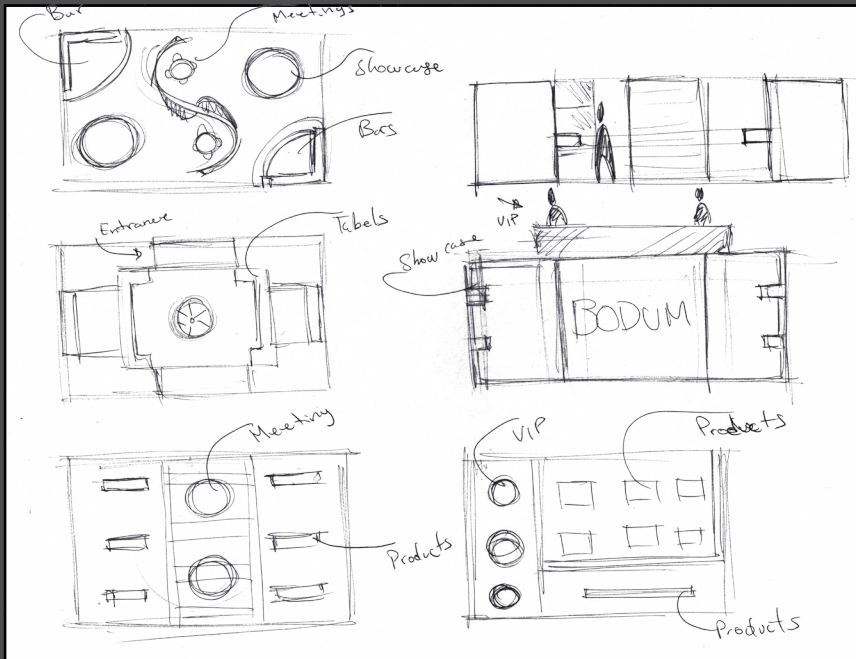 Bar
Meetings
Showcase
Bars
Entrance
Tabels
VIP
Show case
BODUM
Meeting
Products
VIP
Products
Products